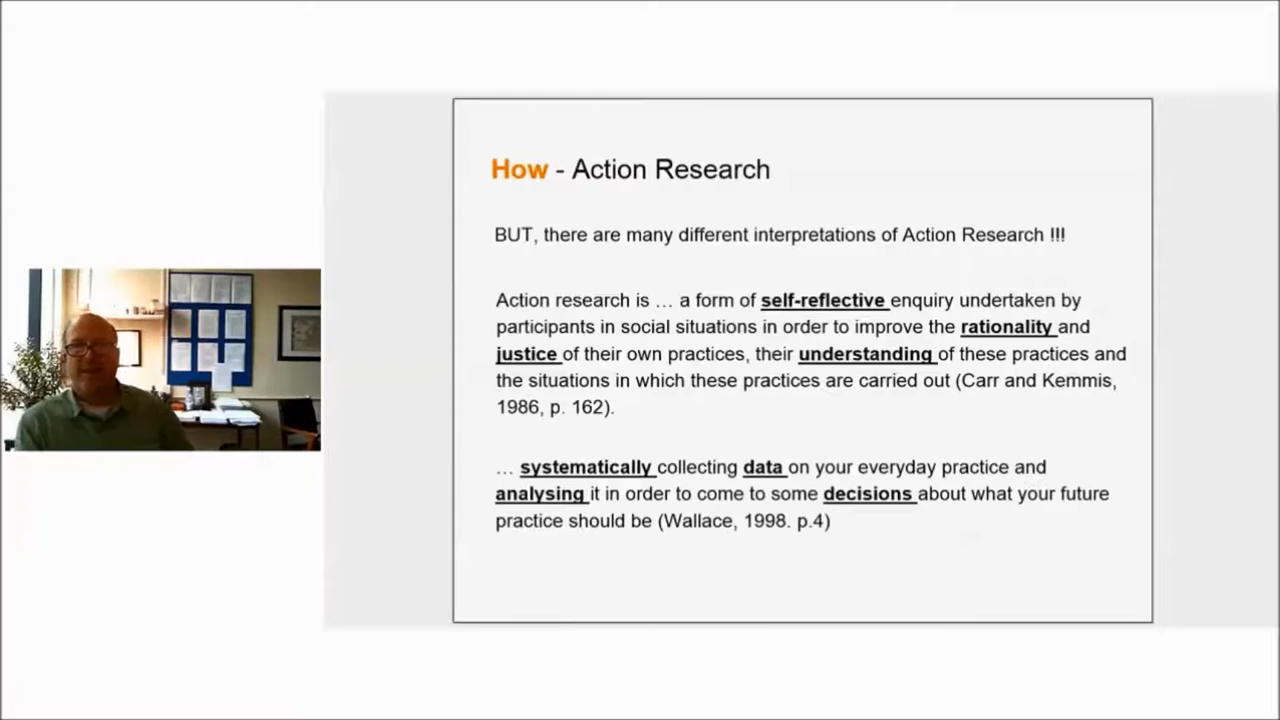 How - Action Research
BUT, there are many different interpretations of Action Research !!!
Action research is … a form of self-reflective enquiry undertaken by
participants in social situations in order to improve the rationality and
justice of their own practices, their understanding of these practices and
the situations in which these practices are carried out (Carr and Kemmis,
1986, p. 162).
… systematically collecting data on your everyday practice and
analysing it in order to come to some decisions about what your future
practice should be (Wallace, 1998. p.4)